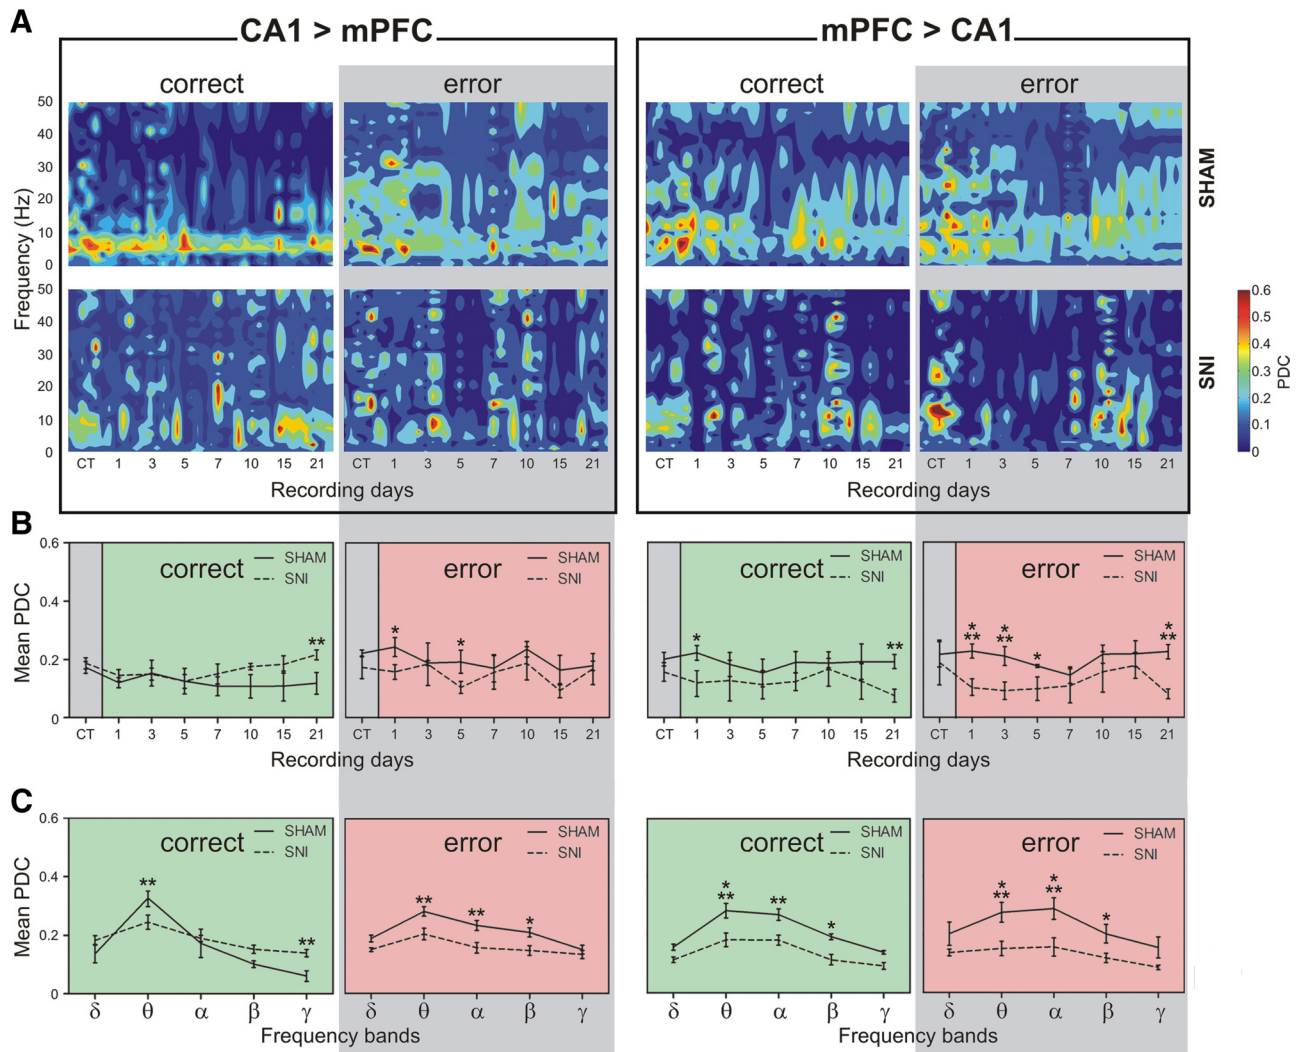 A
CA1 > mPFC
mPFC > CA1
correct
error
correct
error
50
40
30
20
10
0
Frequency (Hz)
SHAM
50
40
30
20
10
0
SNI
0.6
0.5
0.4
0.3
0.2
0.1
0
PDC
CT 1 3 5 7 10 15 21
CT 1 3 5 7 10 15 21
CT 1 3 5 7 10 15 21
CT 1 3 5 7 10 15 21
Recording days
Recording days
B
Mean PDC
0.6
0.4
0.2
0
correct
SHAM
SNI
**
error
SHAM
SNI
*
*
correct
SHAM
SNI
*
**
error
SHAM
SNI
*
**
*
**
*
*
**
CT 1 3 5 7 10 15 21
CT 1 3 5 7 10 15 21
CT 1 3 5 7 10 15 21
CT 1 3 5 7 10 15 21
Recording days
Recording days
C
Mean PDC
0.6
0.4
0.2
0
correct
SHAM
SNI
**
**
error
SHAM
SNI
**
**
*
correct
SHAM
SNI
*
**
**
*
error
SHAM
SNI
*
**
*
**
*
δ θ α β γ
δ θ α β γ
δ θ α β γ
δ θ α β γ
Frequency bands
Frequency bands